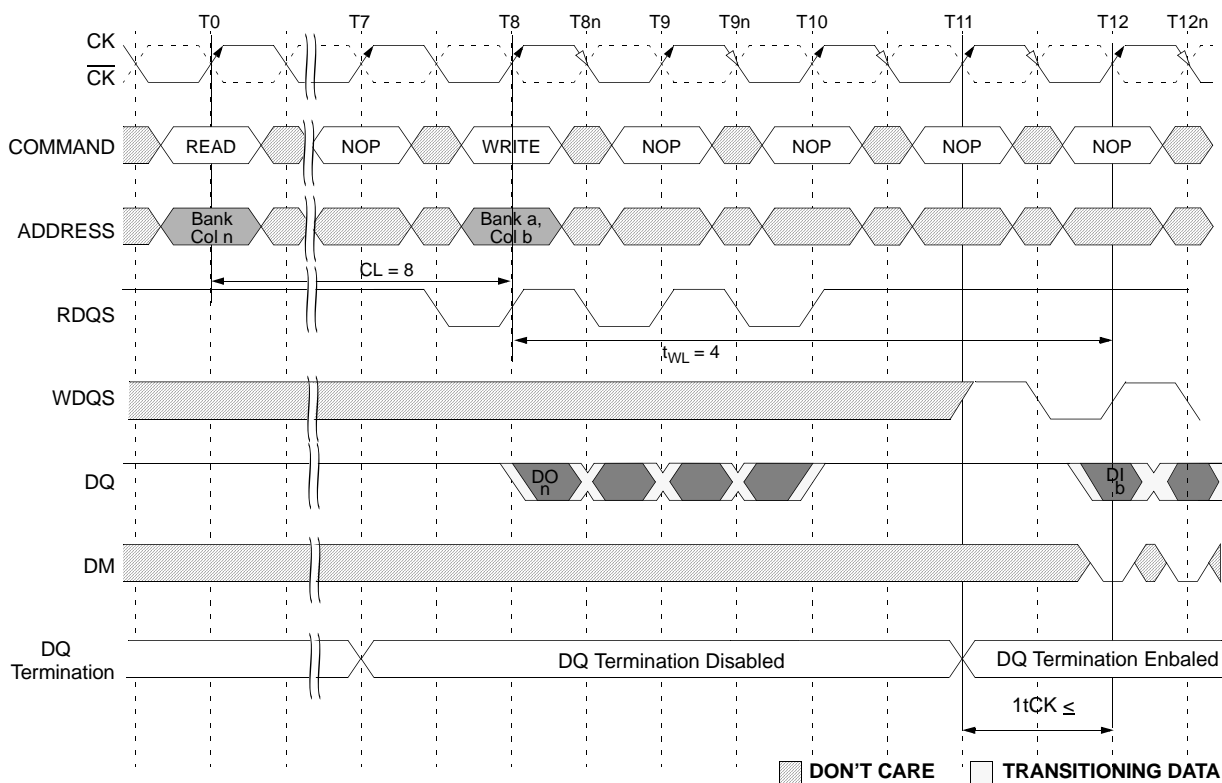 T0 T7 T8 T8n T9 T9n T10 T11 T12 T12n
CK
CK
COMMAND READ NOP WRITE NOP NOP NOP NOP
ADDRESS Bank Col n Bank a, Col b
CL = 8
RDQS
tWL = 4
WDQS
DQ DO n DI b
DM
DQ Termination DQ Termination Disabled DQ Termination Enbaled
1tCK ≤
DON'T CARE TRANSITIONING DATA